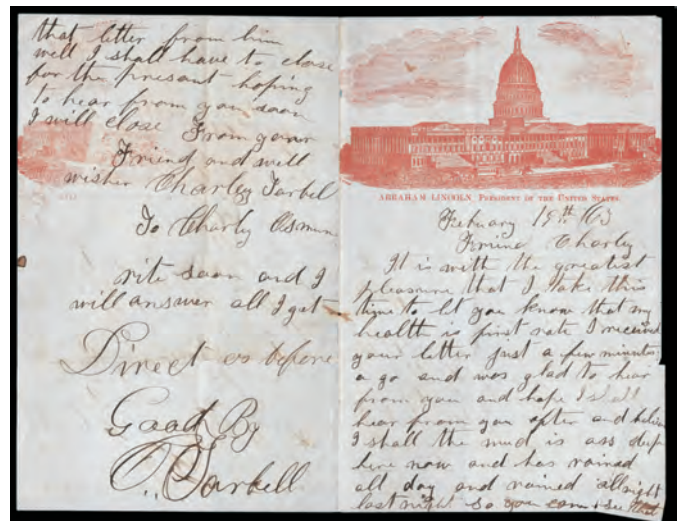 that letter from him
well I shall have to close
for the presant hoping
to hear from you soon
I will close From your
Friend and well
wisher Charley Tarbel
To Charly Osmun
rite soon and I
will answer all I get
Direct as before
Good By
C. Tarbell
ABRAHAM LINCOLN, PRESIDENT OF THE UNITED STATES.
Febuary 19th /63
Friend Charly
It is with the greatest
pleasure that I take this
time to let you know that my
health is first rate I received
your letter just a few minutes
a go and was glad to hear
from you and hope I shall
hear from you ofter and believe
I shall the mud is ass deep
here now and has rained
all day and rained all night
last night so you can see that